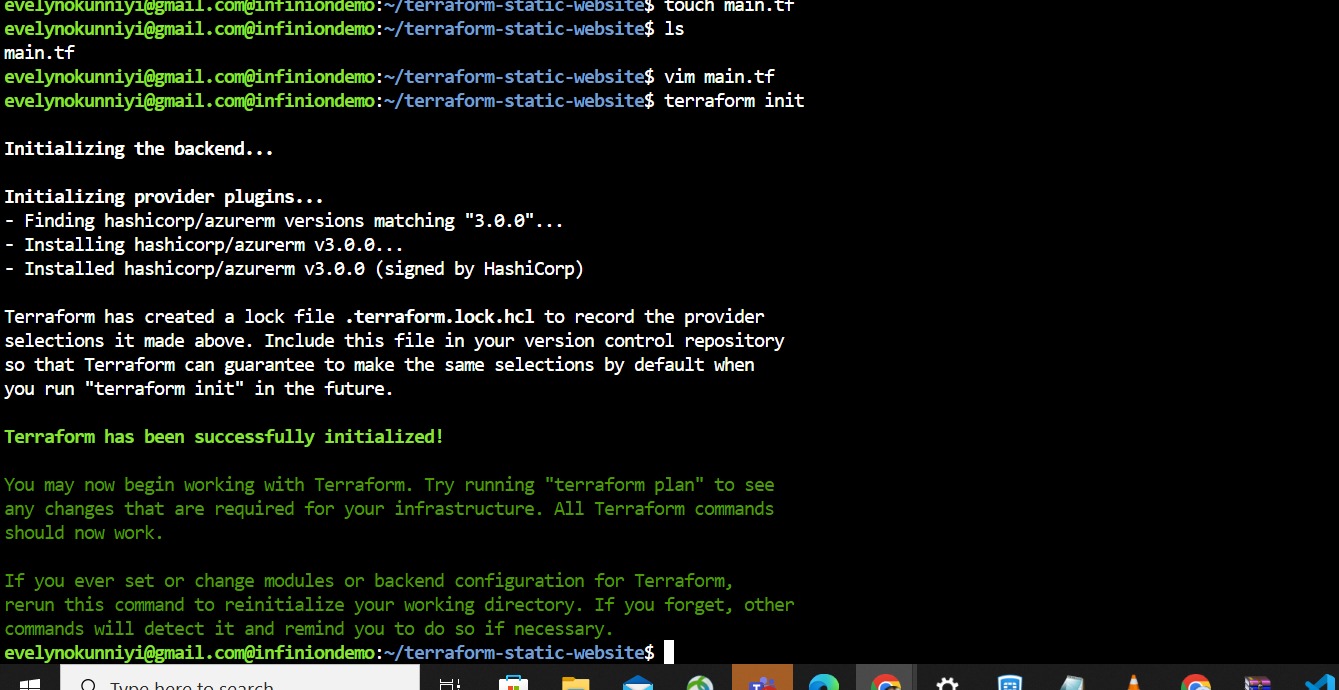 evelynokunniyi@gmail.com@infiniondemo:~/terraform-static-website$ touch main.tf
evelynokunniyi@gmail.com@infiniondemo:~/terraform-static-website$ ls
main.tf
evelynokunniyi@gmail.com@infiniondemo:~/terraform-static-website$ vim main.tf
evelynokunniyi@gmail.com@infiniondemo:~/terraform-static-website$ terraform init
Initializing the backend...
Initializing provider plugins...
- Finding hashicorp/azurerm versions matching "3.0.0"...
- Installing hashicorp/azurerm v3.0.0...
- Installed hashicorp/azurerm v3.0.0 (signed by HashiCorp)
Terraform has created a lock file .terraform.lock.hcl to record the provider
selections it made above. Include this file in your version control repository
so that Terraform can guarantee to make the same selections by default when
you run "terraform init" in the future.
Terraform has been successfully initialized!
You may now begin working with Terraform. Try running "terraform plan" to see
any changes that are required for your infrastructure. All Terraform commands
should now work.
If you ever set or change modules or backend configuration for Terraform,
rerun this command to reinitialize your working directory. If you forget, other
commands will detect it and remind you to do so if necessary.
evelynokunniyi@gmail.com@infiniondemo:~/terraform-static-website$
Type here to search